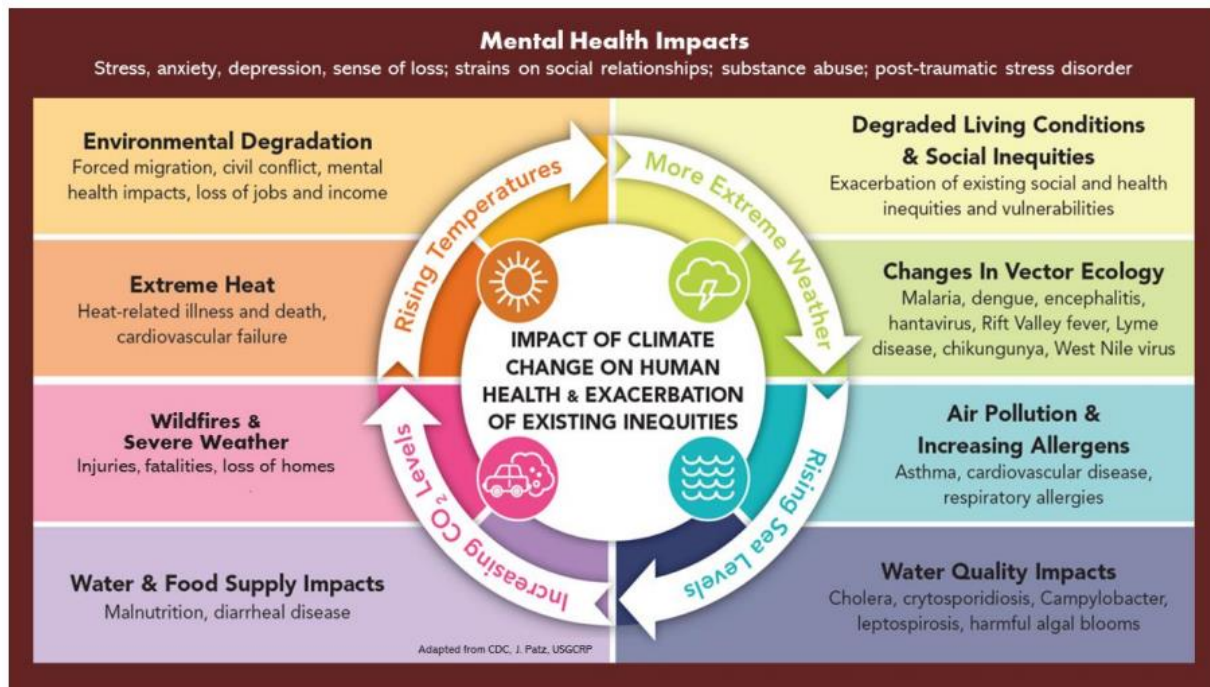 Mental Health Impacts
Stress, anxiety, depression, sense of loss; strains on social relationships; substance abuse; post-traumatic stress disorder
Environmental Degradation
Forced migration, civil conflict, mental
health impacts, loss of jobs and income
Extreme Heat
Heat-related illness and death,
cardiovascular failure
Wildfires &
Severe Weather
Injuries, fatalities, loss of homes
Water & Food Supply Impacts
Malnutrition, diarrheal disease
Adapted from CDC, J. Patz, USGCRP
Rising Temperatures
More Extreme Weather
Rising Sea Levels
Increasing CO₂ Levels
IMPACT OF CLIMATE
CHANGE ON HUMAN
HEALTH & EXACERBATION
OF EXISTING INEQUITIES
Degraded Living Conditions
& Social Inequities
Exacerbation of existing social and health
inequities and vulnerabilities
Changes In Vector Ecology
Malaria, dengue, encephalitis,
hantavirus, Rift Valley fever, Lyme
disease, chikungunya, West Nile virus
Air Pollution &
Increasing Allergens
Asthma, cardiovascular disease,
respiratory allergies
Water Quality Impacts
Cholera, crytosporidiosis, Campylobacter,
leptospirosis, harmful algal blooms